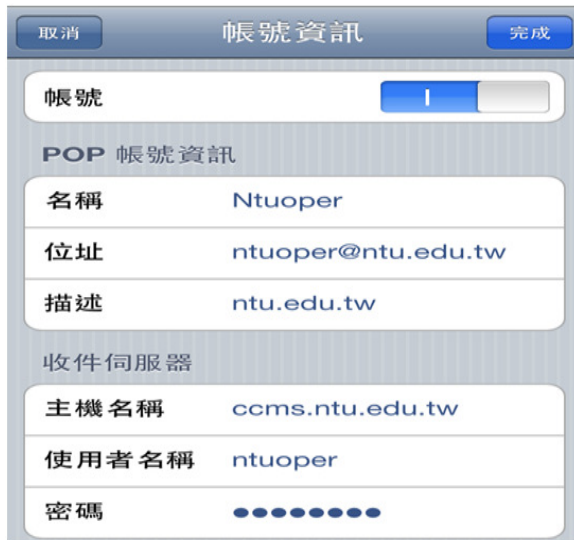 取消 帳號資訊 完成
帳號
POP 帳號資訊
名稱 Ntuoper
位址 ntuoper@ntu.edu.tw
描述 ntu.edu.tw
收件伺服器
主機名稱 ccms.ntu.edu.tw
使用者名稱 ntuoper
密碼 ●●●●●●●●